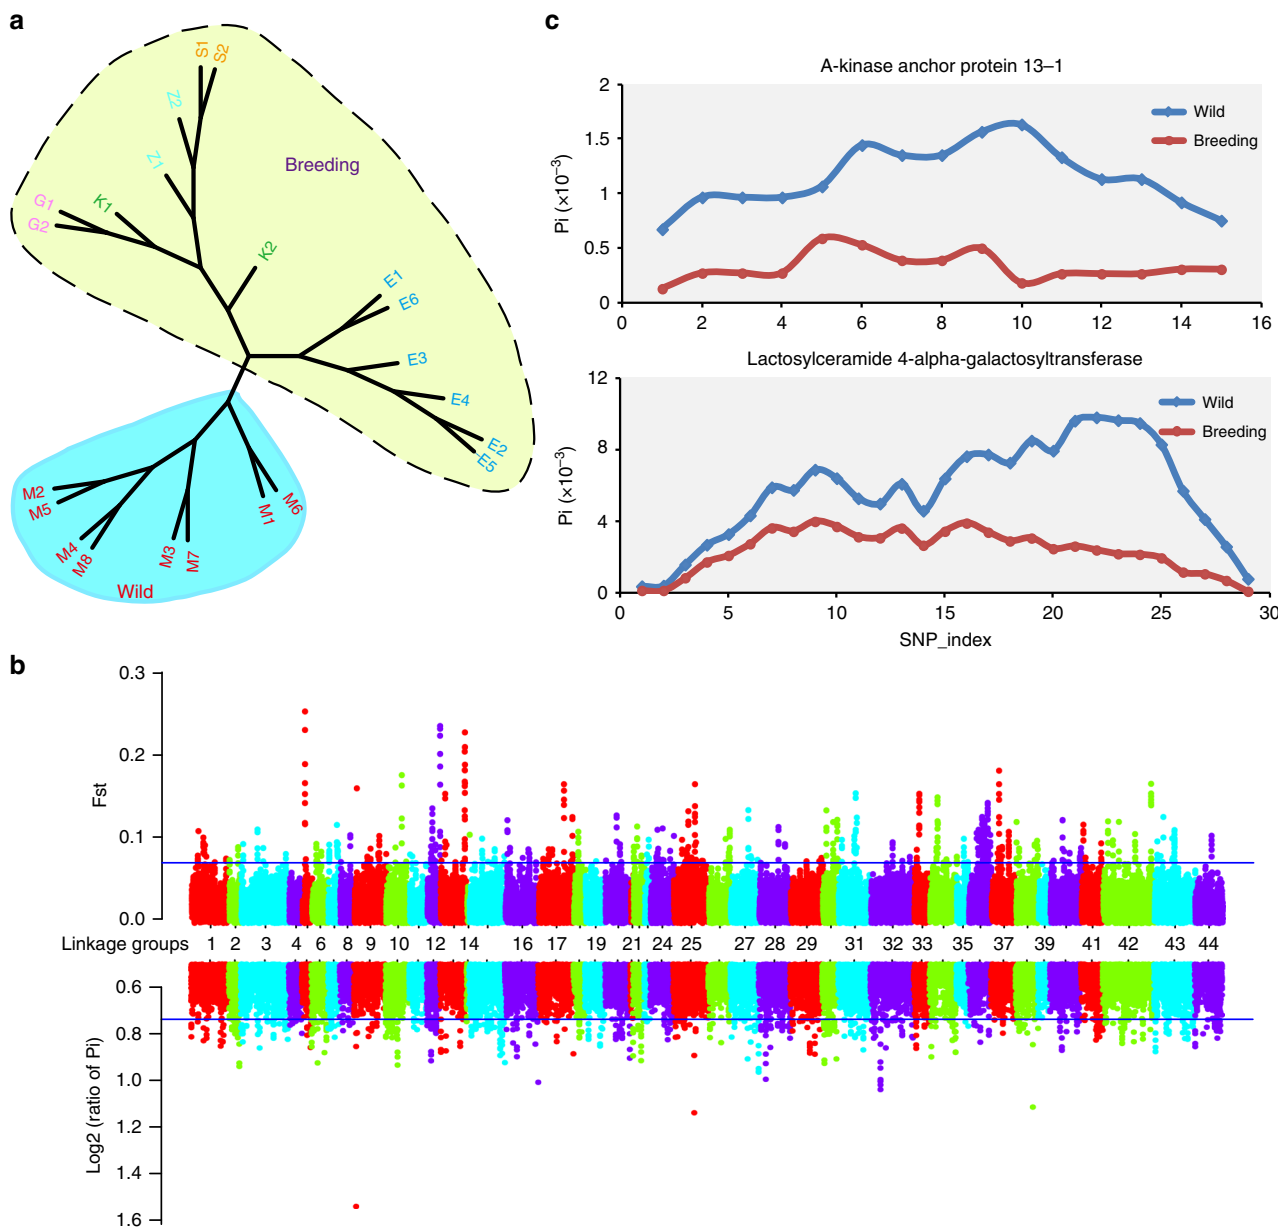 a
S1
S2
Z2
Z1
Breeding
G1
G2
K1
K2
E1
E6
E3
E4
E2
E5
M2
M5
M4
M8
M3
M7
M1
M6
Wild
c
A-kinase anchor protein 13–1
2
1.5
1
0.5
0
Pi (×10⁻³)
Wild
Breeding
0 2 4 6 8 10 12 14 16
Lactosylceramide 4-alpha-galactosyltransferase
12
8
4
0
Pi (×10⁻³)
Wild
Breeding
0 5 10 15 20 25 30
SNP_index
b
0.3
0.2
0.1
0.0
Fst
Linkage groups 1 2 3 4 6 8 9 10 12 14 16 17 19 21 24 25 27 28 29 31 32 33 35 37 39 41 42 43 44
0.6
0.8
1.0
1.2
1.4
1.6
Log2 (ratio of Pi)